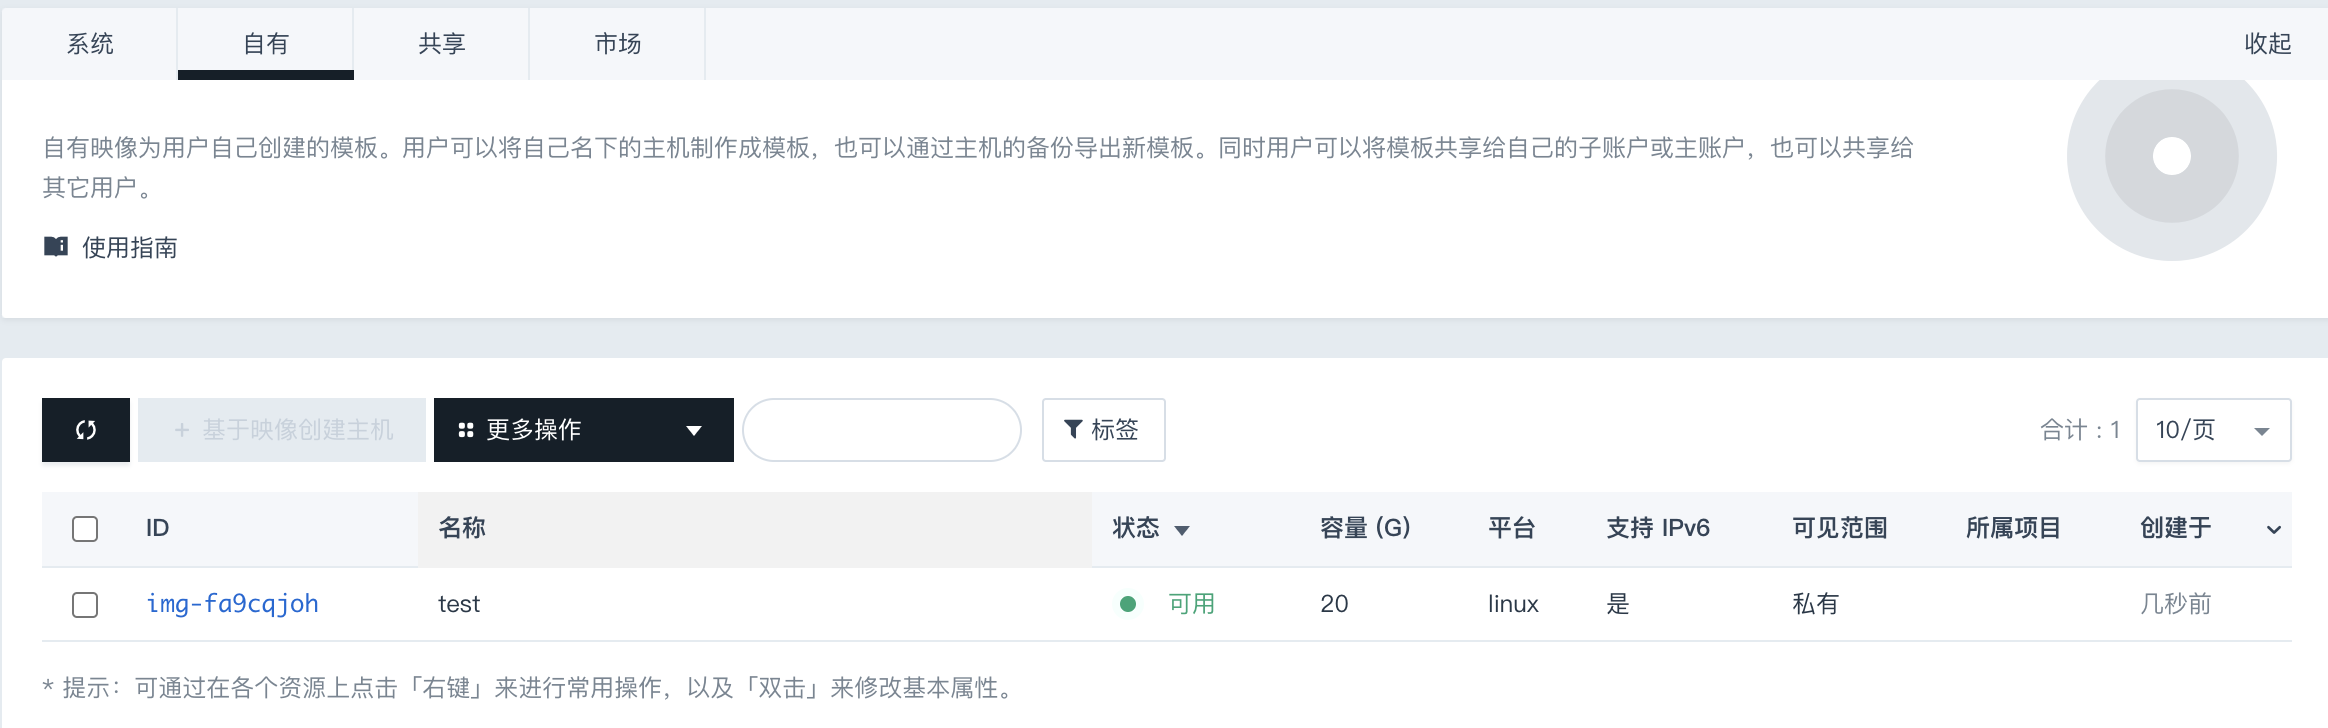 系统 自有 共享 市场 收起
自有映像为用户自己创建的模板。用户可以将自己名下的主机制作成模板，也可以通过主机的备份导出新模板。同时用户可以将模板共享给自己的子账户或主账户，也可以共享给
其它用户。
使用指南
+ 基于映像创建主机 更多操作 标签 合计 : 1 10/页
ID 名称 状态 容量 (G) 平台 支持 IPv6 可见范围 所属项目 创建于
img-fa9cqjoh test 可用 20 linux 是 私有 几秒前
* 提示：可通过在各个资源上点击「右键」来进行常用操作，以及「双击」来修改基本属性。